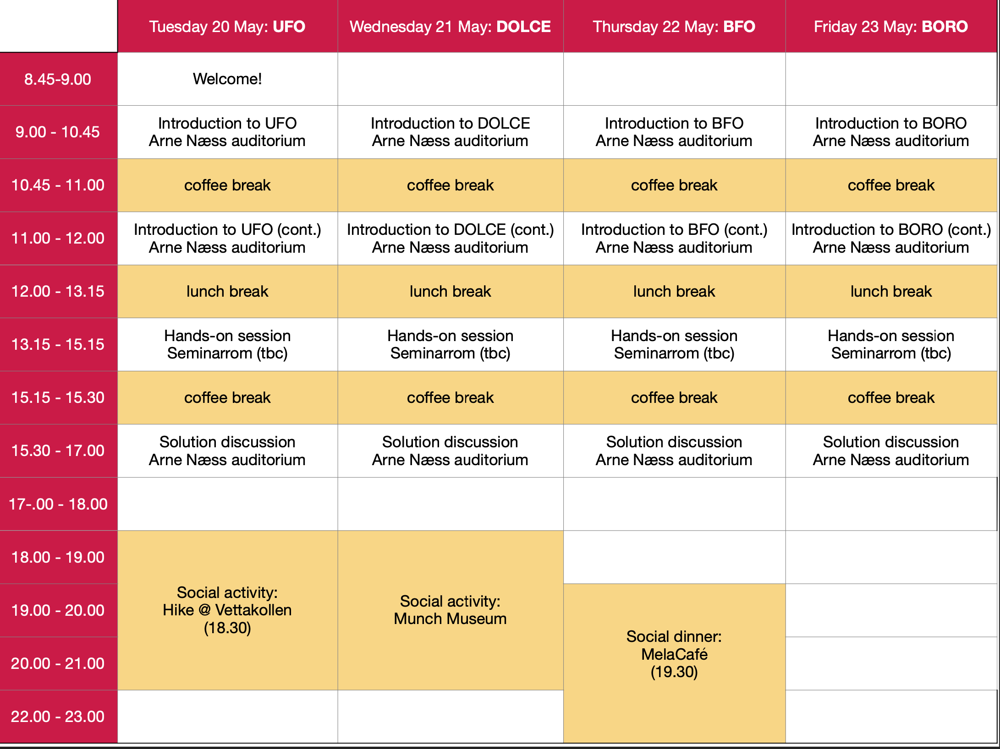 Tuesday 20 May: UFO
Wednesday 21 May: DOLCE
Thursday 22 May: BFO
Friday 23 May: BORO
8.45-9.00
Welcome!
9.00 - 10.45
Introduction to UFO
Arne Næss auditorium
Introduction to DOLCE
Arne Næss auditorium
Introduction to BFO
Arne Næss auditorium
Introduction to BORO
Arne Næss auditorium
10.45 - 11.00
coffee break
coffee break
coffee break
coffee break
11.00 - 12.00
Introduction to UFO (cont.)
Arne Næss auditorium
Introduction to DOLCE (cont.)
Arne Næss auditorium
Introduction to BFO (cont.)
Arne Næss auditorium
Introduction to BORO (cont.)
Arne Næss auditorium
12.00 - 13.15
lunch break
lunch break
lunch break
lunch break
13.15 - 15.15
Hands-on session
Seminarrom (tbc)
Hands-on session
Seminarrom (tbc)
Hands-on session
Seminarrom (tbc)
Hands-on session
Seminarrom (tbc)
15.15 - 15.30
coffee break
coffee break
coffee break
coffee break
15.30 - 17.00
Solution discussion
Arne Næss auditorium
Solution discussion
Arne Næss auditorium
Solution discussion
Arne Næss auditorium
Solution discussion
Arne Næss auditorium
17-.00 - 18.00
18.00 - 19.00
19.00 - 20.00
20.00 - 21.00
22.00 - 23.00
Social activity:
Hike @ Vettakollen
(18.30)
Social activity:
Munch Museum
Social dinner:
MelaCafé
(19.30)